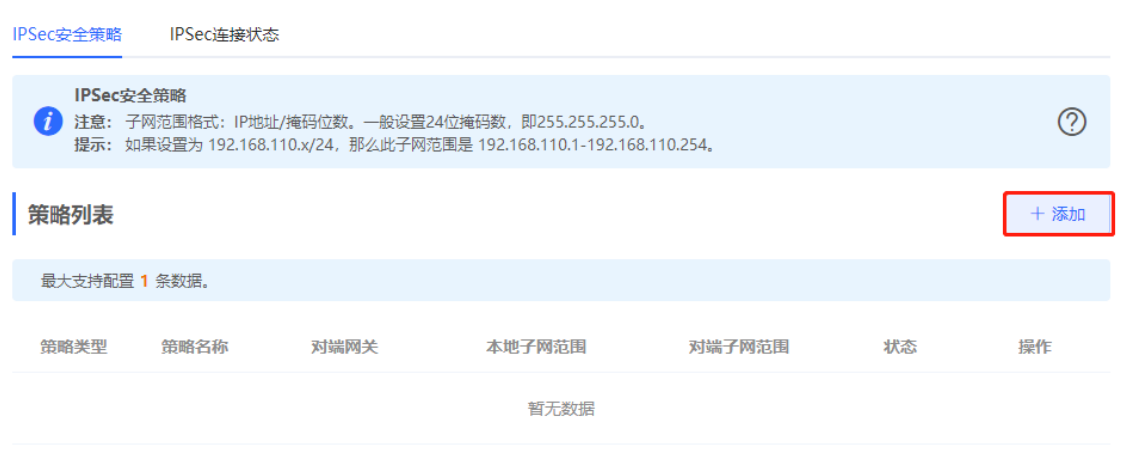 IPSec安全策略 IPSec连接状态
IPSec安全策略
注意： 子网范围格式：IP地址/掩码位数。一般设置24位掩码数，即255.255.255.0。
提示： 如果设置为 192.168.110.x/24，那么此子网范围是 192.168.110.1-192.168.110.254。
策略列表
+ 添加
最大支持配置 1 条数据。
策略类型 策略名称 对端网关 本地子网范围 对端子网范围 状态 操作
暂无数据